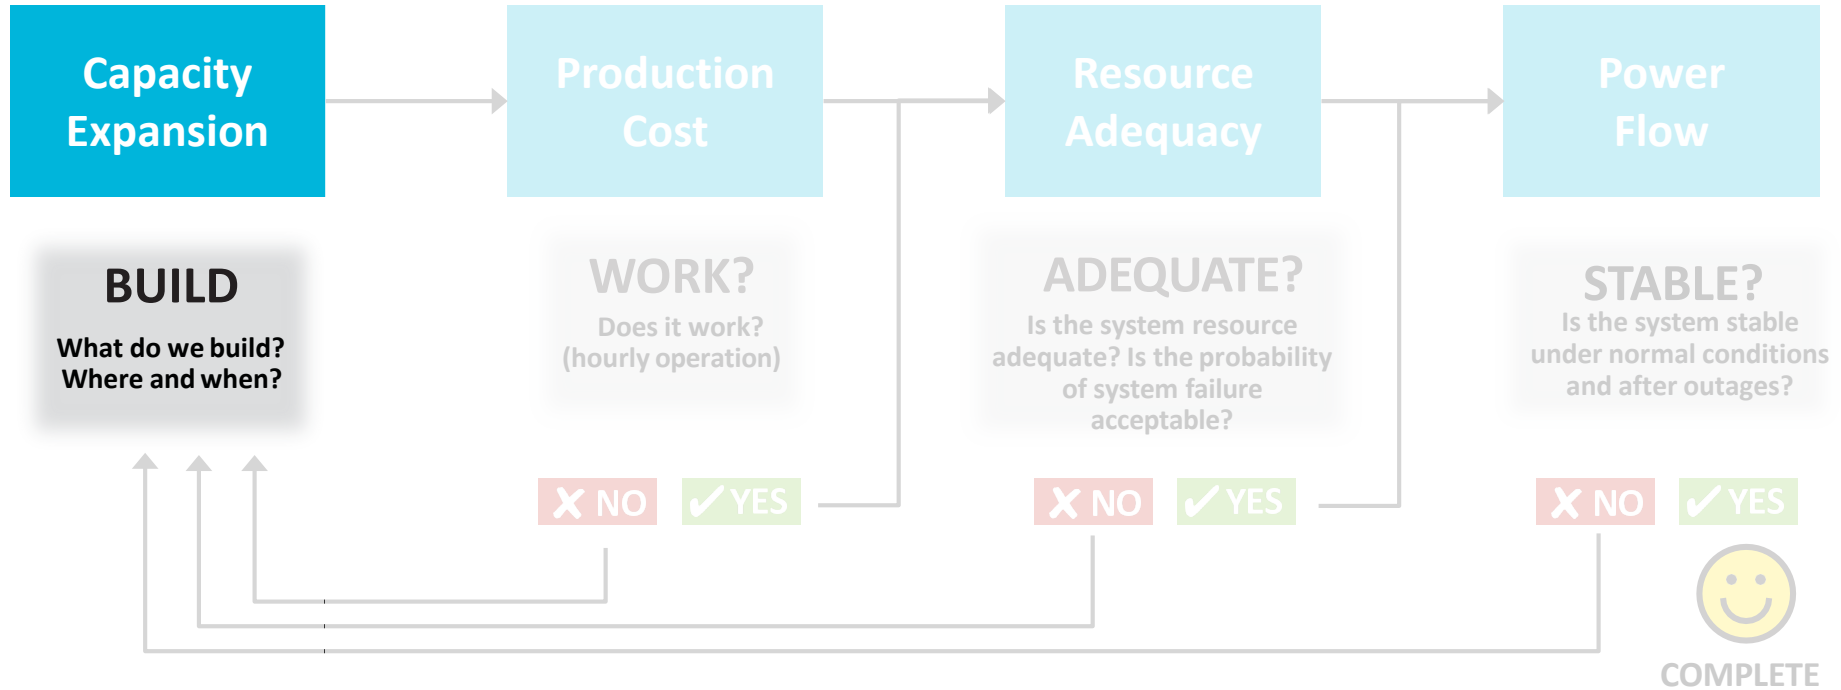 Capacity
Expansion
Production
Cost
Resource
Adequacy
Power
Flow
BUILD
What do we build?
Where and when?
WORK?
Does it work?
(hourly operation)
ADEQUATE?
Is the system resource
adequate? Is the probability
of system failure
acceptable?
STABLE?
Is the system stable
under normal conditions
and after outages?
✘ NO
✔ YES
✘ NO
✔ YES
✘ NO
✔ YES
COMPLETE